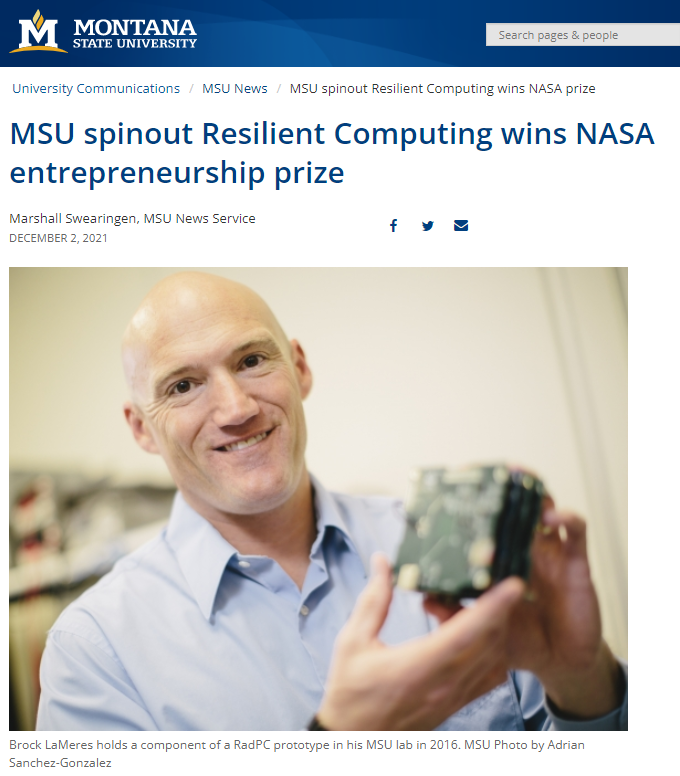 MONTANA
STATE UNIVERSITY
Search pages & people
University Communications / MSU News / MSU spinout Resilient Computing wins NASA prize
MSU spinout Resilient Computing wins NASA
entrepreneurship prize
Marshall Swearingen, MSU News Service
DECEMBER 2, 2021
Brock LaMeres holds a component of a RadPC prototype in his MSU lab in 2016. MSU Photo by Adrian
Sanchez-Gonzalez